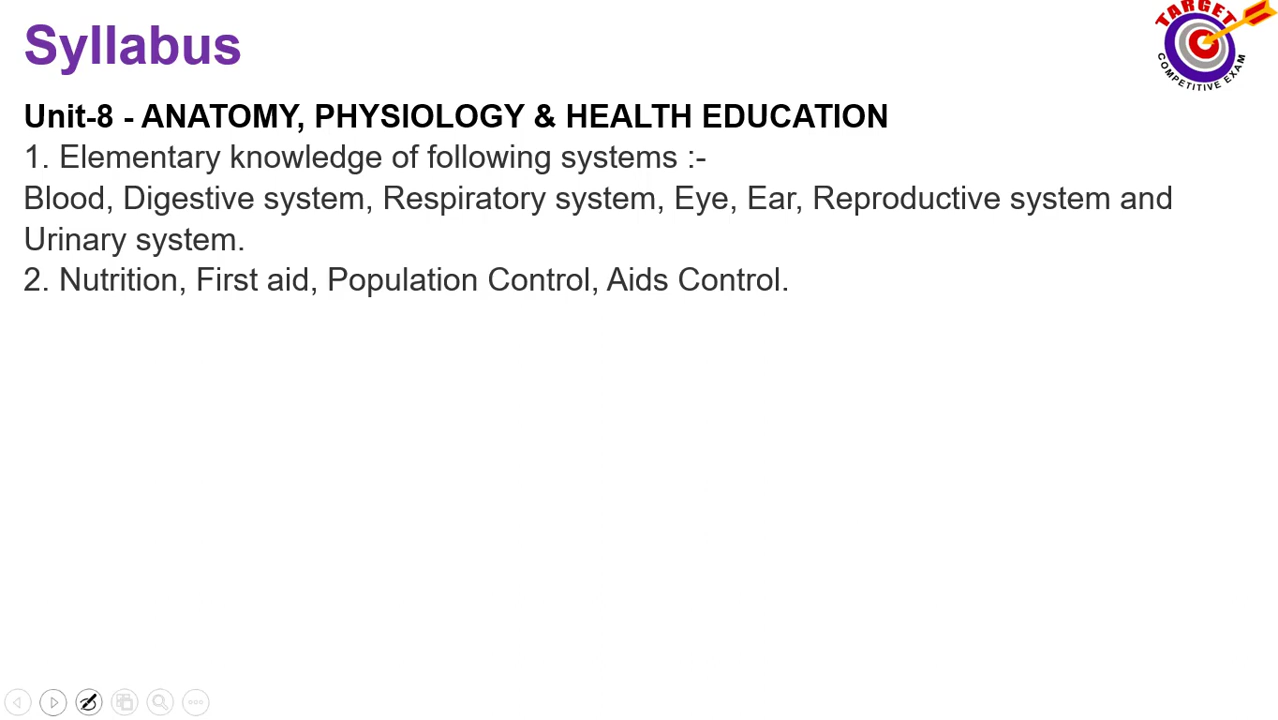 Syllabus
TARGET
COMPETITIVE EXAM
Unit-8 - ANATOMY, PHYSIOLOGY & HEALTH EDUCATION
1. Elementary knowledge of following systems :-
Blood, Digestive system, Respiratory system, Eye, Ear, Reproductive system and
Urinary system.
2. Nutrition, First aid, Population Control, Aids Control.